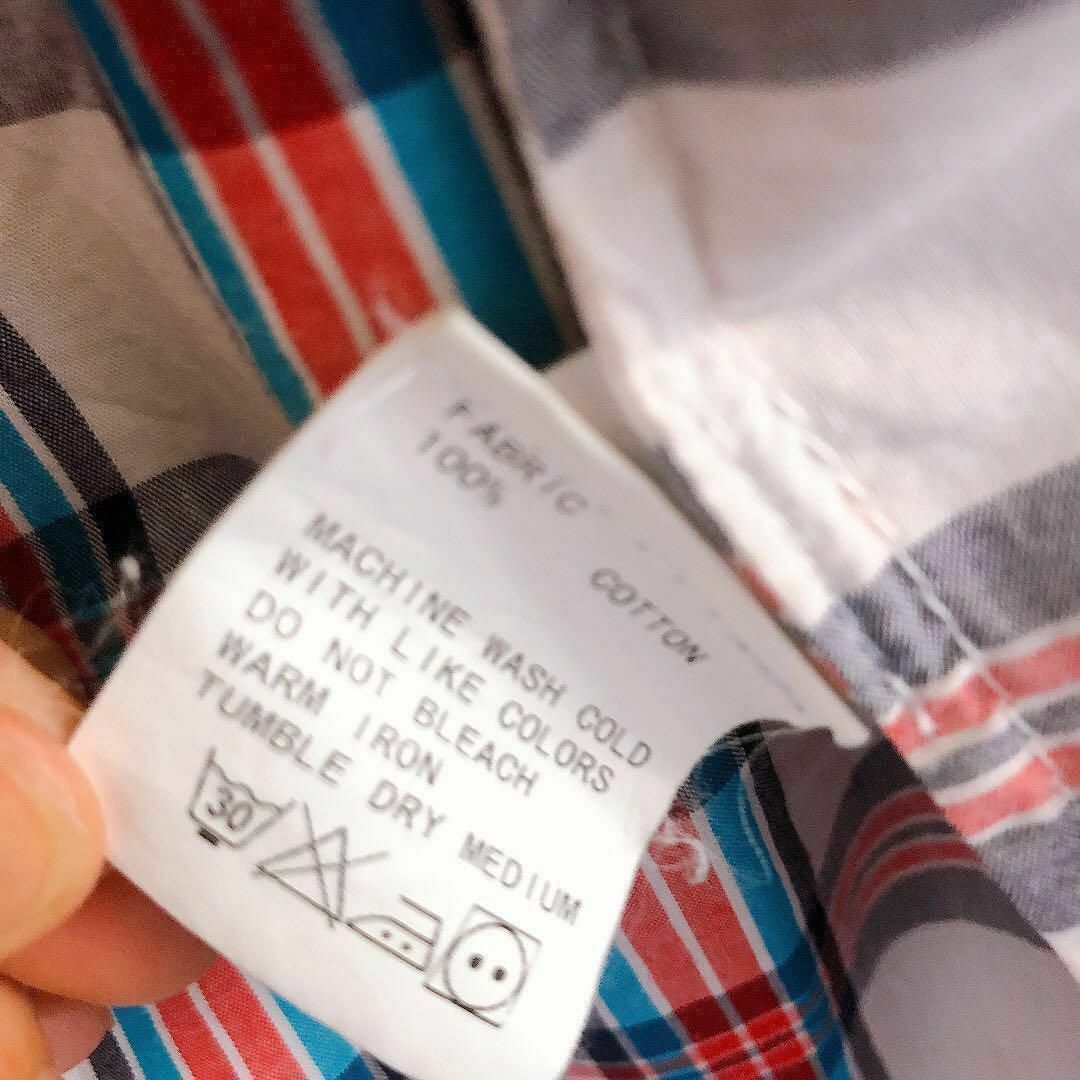 FABRIC
100% COTTON
MACHINE WASH COLD
WITH LIKE COLORS
DO NOT BLEACH
WARM IRON
TUMBLE DRY MEDIUM
30